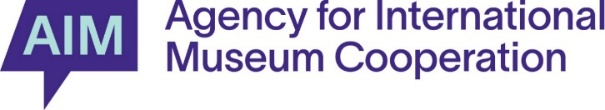 AIM
Agency for International
Museum Cooperation